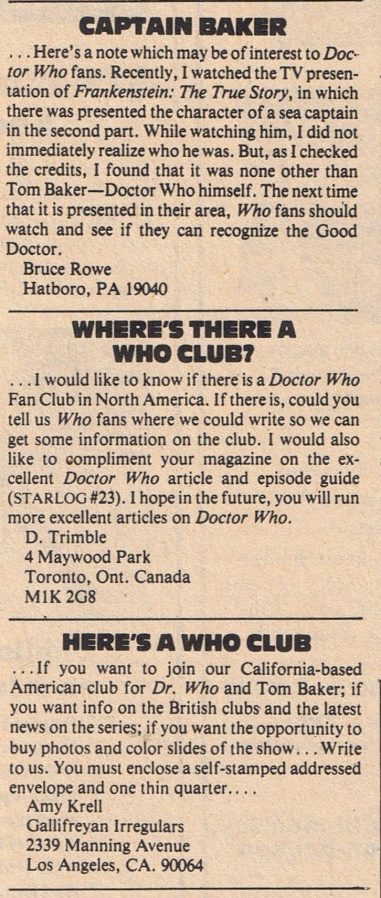 CAPTAIN BAKER
...Here's a note which may be of interest to Doc-
tor Who fans. Recently, I watched the TV presen-
tation of Frankenstein: The True Story, in which
there was presented the character of a sea captain
in the second part. While watching him, I did not
immediately realize who he was. But, as I checked
the credits, I found that it was none other than
Tom Baker—Doctor Who himself. The next time
that it is presented in their area, Who fans should
watch and see if they can recognize the Good
Doctor.
Bruce Rowe
Hatboro, PA 19040
WHERE'S THERE A
WHO CLUB?
...I would like to know if there is a Doctor Who
Fan Club in North America. If there is, could you
tell us Who fans where we could write so we can
get some information on the club. I would also
like to compliment your magazine on the ex-
cellent Doctor Who article and episode guide
(STARLOG #23). I hope in the future, you will run
more excellent articles on Doctor Who.
D. Trimble
4 Maywood Park
Toronto, Ont. Canada
M1K 2G8
HERE'S A WHO CLUB
...If you want to join our California-based
American club for Dr. Who and Tom Baker; if
you want info on the British clubs and the latest
news on the series; if you want the opportunity to
buy photos and color slides of the show...Write
to us. You must enclose a self-stamped addressed
envelope and one thin quarter....
Amy Krell
Gallifreyan Irregulars
2339 Manning Avenue
Los Angeles, CA. 90064